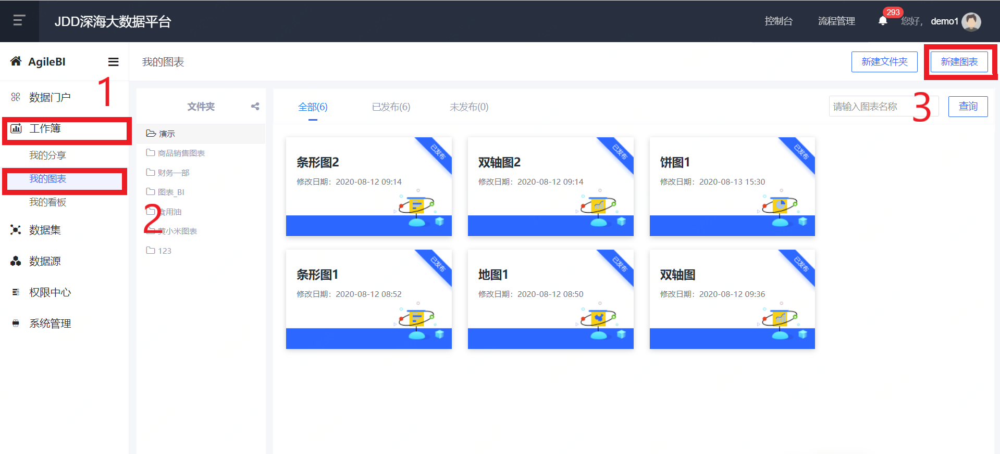 JDD深海大数据平台
控制台
流程管理
293
您好,
demo1
AgileBI
我的图表
新建文件夹
新建图表
1
数据门户
工作簿
我的分享
我的图表
我的看板
数据集
数据源
权限中心
系统管理
文件夹
演示
商品销售图表
财务一部
图表_BI
食用油
黄小米图表
123
2
全部(6)
已发布(6)
未发布(0)
请输入图表名称
3
查询
已发布
条形图2
修改日期：2020-08-12 09:14
已发布
双轴图2
修改日期：2020-08-12 09:14
已发布
饼图1
修改日期：2020-08-13 15:30
已发布
条形图1
修改日期：2020-08-12 08:52
已发布
地图1
修改日期：2020-08-12 08:50
已发布
双轴图
修改日期：2020-08-12 09:36